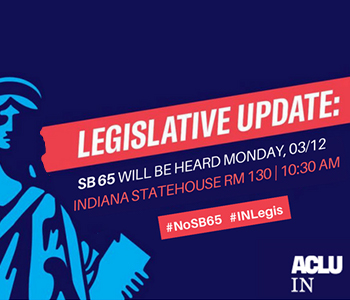 LEGISLATIVE UPDATE:
SB 65 WILL BE HEARD MONDAY, 03/12
INDIANA STATEHOUSE RM 130 | 10:30 AM
#NoSB65 #INLegis
ACLU
IN